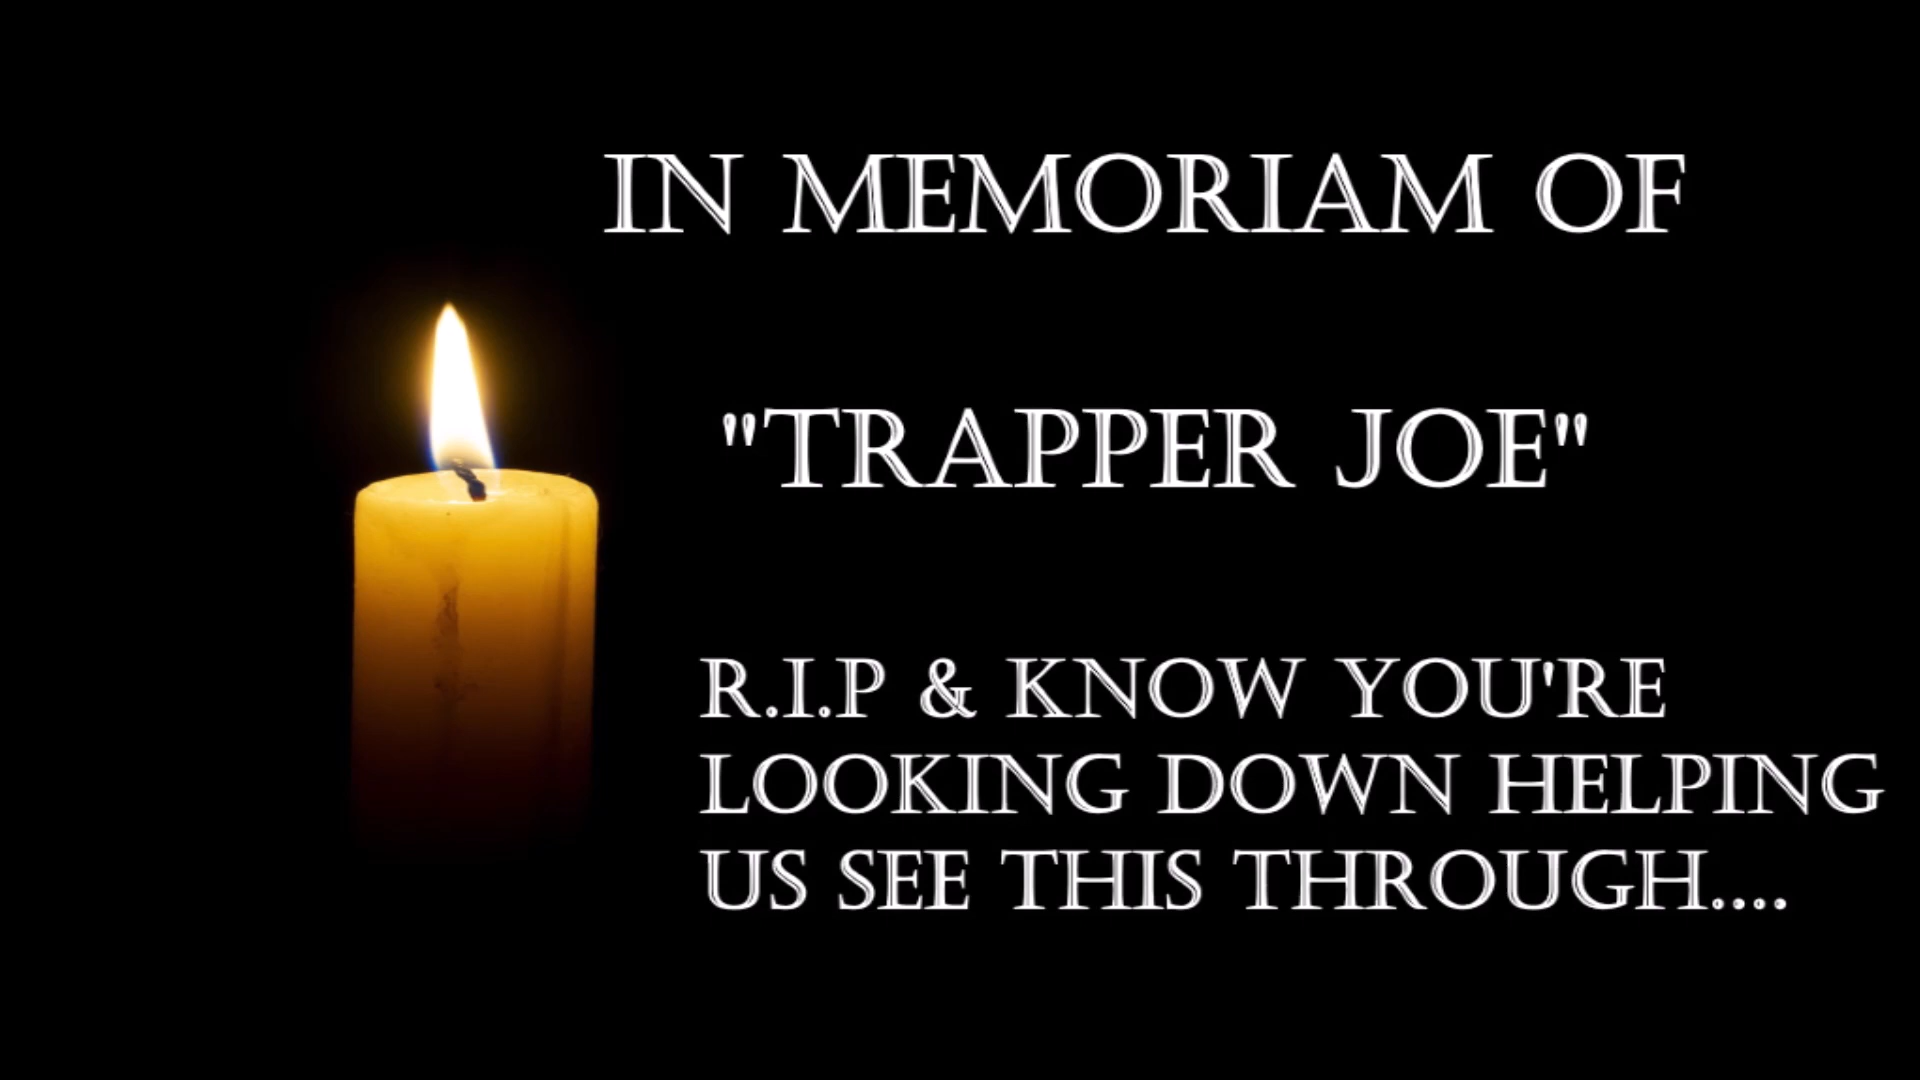 IN MEMORIAM OF
"TRAPPER JOE"
R.I.P & KNOW YOU'RE
LOOKING DOWN HELPING
US SEE THIS THROUGH....